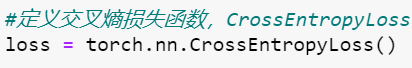 #定义交叉熵损失函数，CrossEntropyLoss
loss = torch.nn.CrossEntropyLoss()